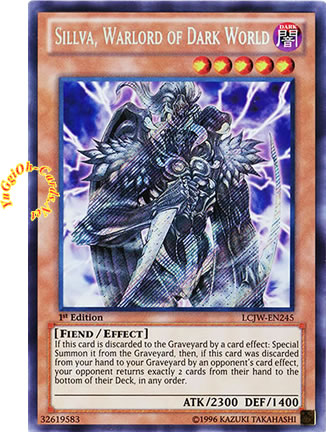 Sillva, Warlord of Dark World
DARK
闇
YuGgiOh-Cards.Net
1st Edition
LCJW-EN245
[FIEND / EFFECT]
If this card is discarded to the Graveyard by a card effect: Special
Summon it from the Graveyard, then, if this card was discarded
from your hand to your Graveyard by an opponent's card effect,
your opponent returns exactly 2 cards from their hand to the
bottom of their Deck, in any order.
ATK/2300 DEF/1400
32619583
©1996 KAZUKI TAKAHASHI